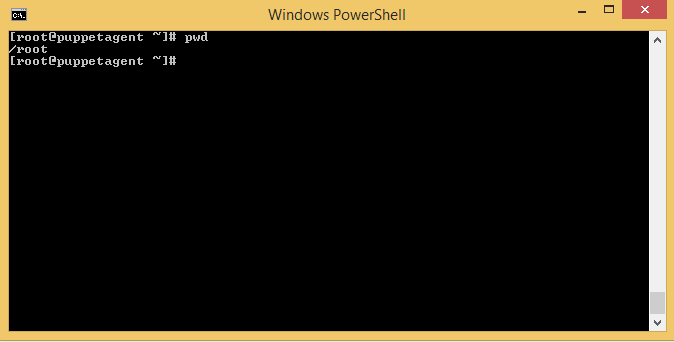 Windows PowerShell
[root@puppetagent ~]# pwd
/root
[root@puppetagent ~]#